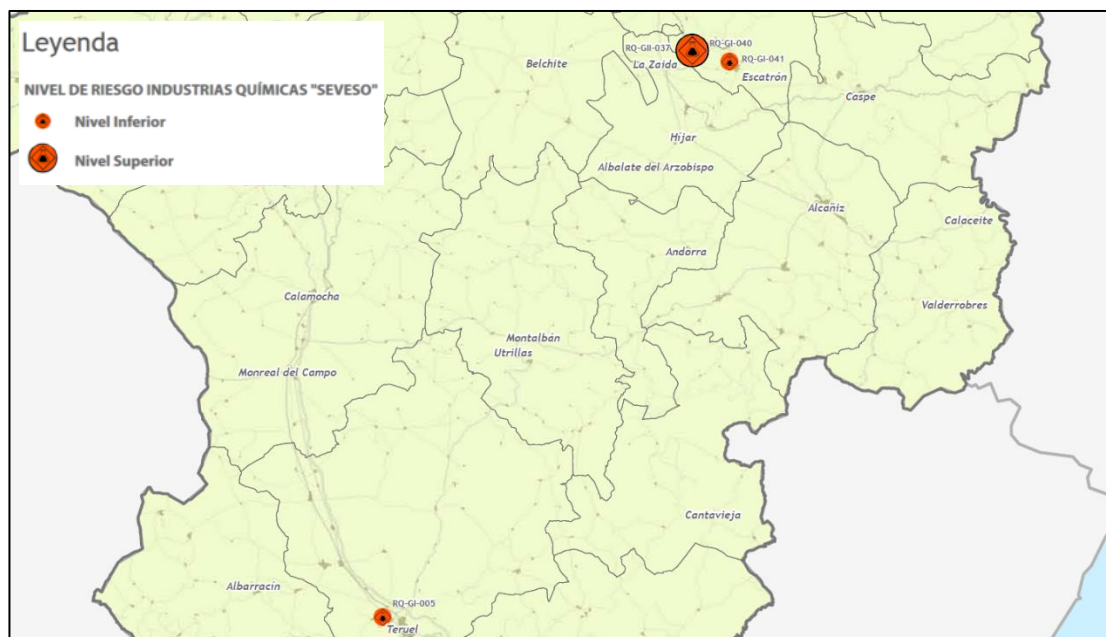 Leyenda
NIVEL DE RIESGO INDUSTRIAS QUÍMICAS "SEVESO"
Nivel Inferior
Nivel Superior
RQ-GII-037
RQ-GI-040
RQ-GI-041
Belchite
La Zaida
Escatrón
Caspe
Híjar
Albalate del Arzobispo
Alcañiz
Calaceite
Andorra
Calamocha
Valderrobres
Montalbán
Utrillas
Monreal del Campo
Cantavieja
Albarracín
RQ-GI-005
Teruel